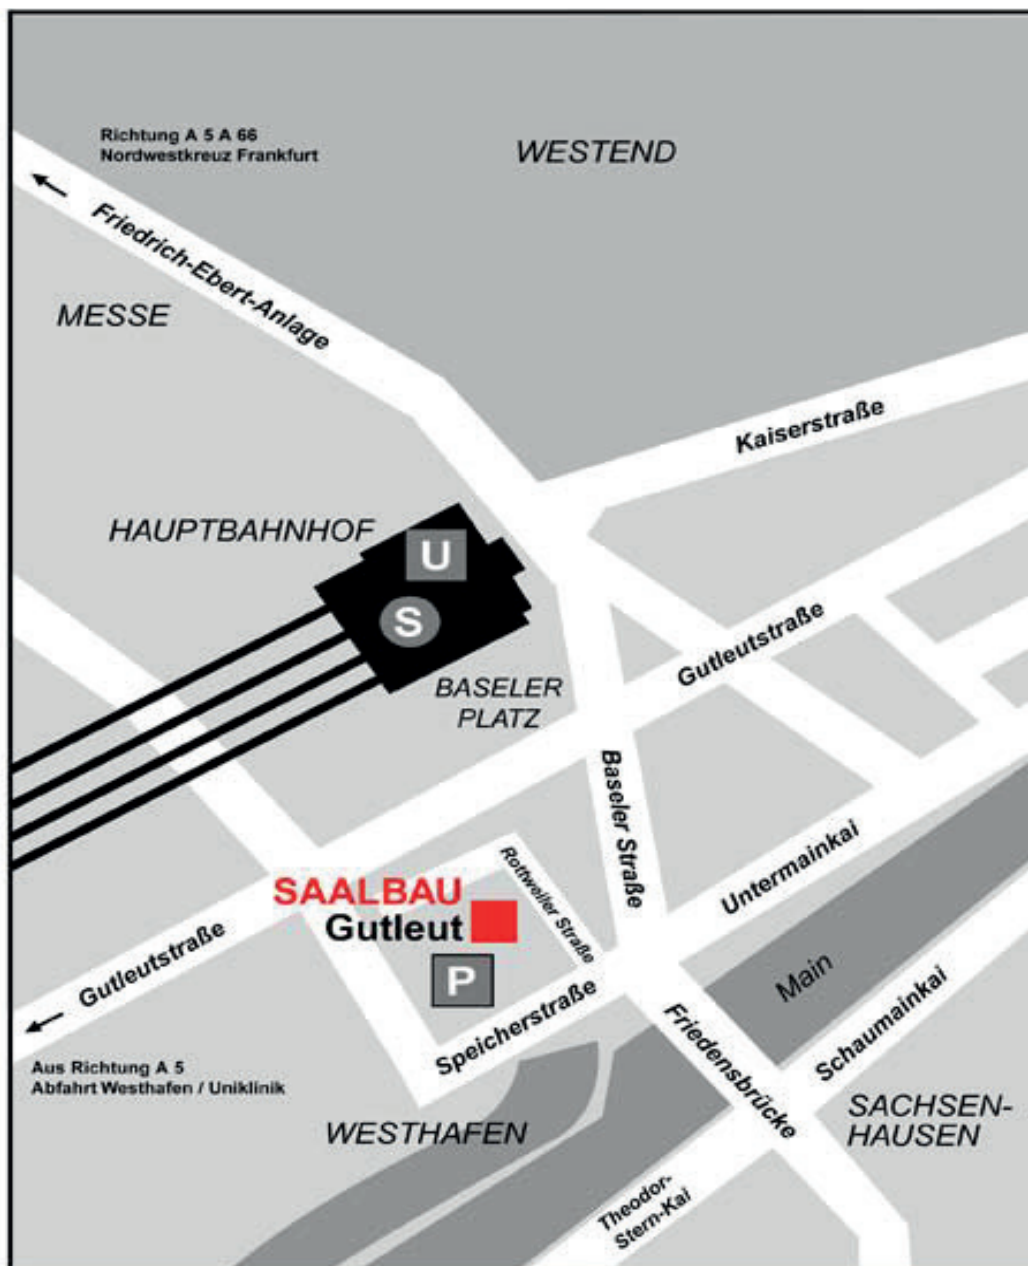 Richtung A 5 A 66
Nordwestkreuz Frankfurt
WESTEND
Friedrich-Ebert-Anlage
MESSE
Kaiserstraße
HAUPTBAHNHOF
U
S
Gutleutstraße
BASELER
PLATZ
Baseler Straße
Rottweiler Straße
Untermainkai
SAALBAU
Gutleut
P
Gutleutstraße
Speicherstraße
Main
Schaumainkai
Friedensbrücke
Aus Richtung A 5
Abfahrt Westhafen / Uniklinik
WESTHAFEN
SACHSEN-
HAUSEN
Theodor-
Stern-Kai